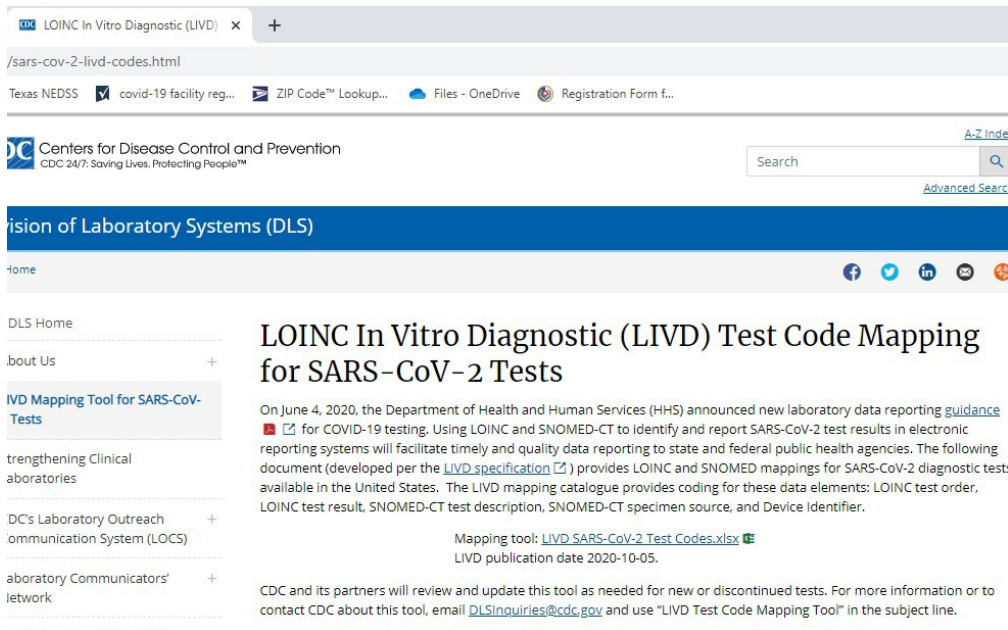 CDC LOINC In Vitro Diagnostic (LIVD) × +
/sars-cov-2-livd-codes.html
Texas NEDSS covid-19 facility reg... ZIP Code™ Lookup... Files - OneDrive Registration Form f...
A-Z Inde
DC Centers for Disease Control and Prevention
CDC 24/7: Saving Lives, Protecting People™
Search
Advanced Searc
ision of Laboratory Systems (DLS)
Home
DLS Home
bout Us +
IVD Mapping Tool for SARS-CoV-
Tests
trengthening Clinical
aboratories
CDC's Laboratory Outreach +
ommunication System (LOCS)
aboratory Communicators' +
etwork
LOINC In Vitro Diagnostic (LIVD) Test Code Mapping
for SARS-CoV-2 Tests
On June 4, 2020, the Department of Health and Human Services (HHS) announced new laboratory data reporting guidance
for COVID-19 testing. Using LOINC and SNOMED-CT to identify and report SARS-CoV-2 test results in electronic
reporting systems will facilitate timely and quality data reporting to state and federal public health agencies. The following
document (developed per the LIVD specification ) provides LOINC and SNOMED mappings for SARS-CoV-2 diagnostic tests
available in the United States. The LIVD mapping catalogue provides coding for these data elements: LOINC test order,
LOINC test result, SNOMED-CT test description, SNOMED-CT specimen source, and Device Identifier.
Mapping tool: LIVD SARS-CoV-2 Test Codes.xlsx
LIVD publication date 2020-10-05.
CDC and its partners will review and update this tool as needed for new or discontinued tests. For more information or to
contact CDC about this tool, email DLSInquiries@cdc.gov and use “LIVD Test Code Mapping Tool” in the subject line.